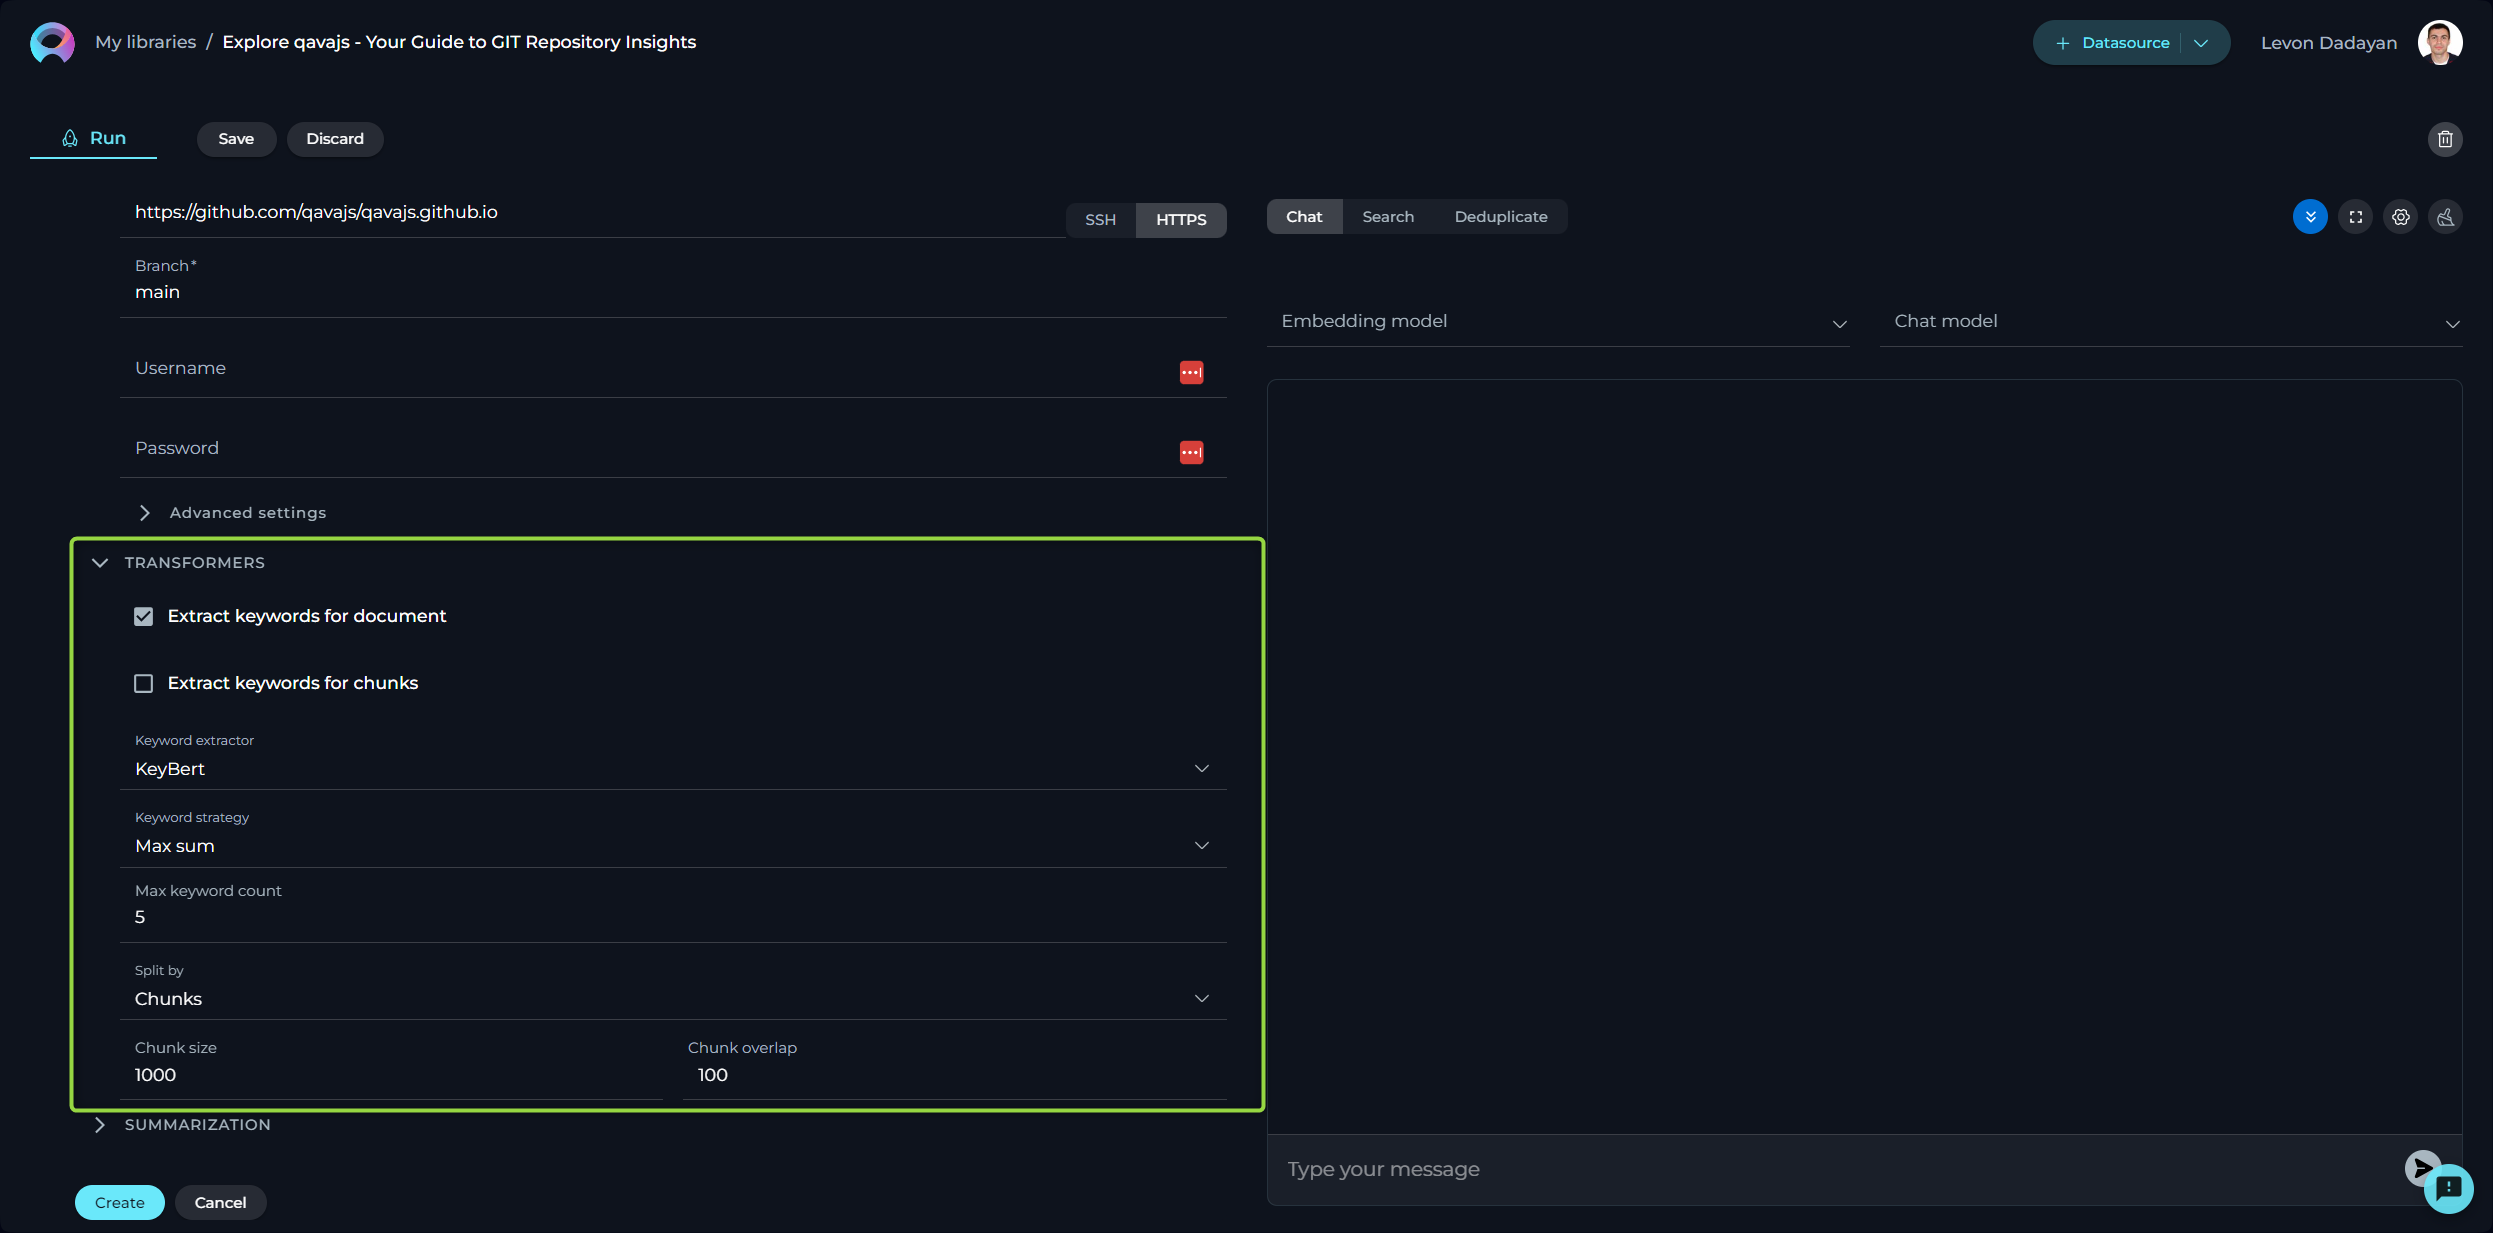 My libraries / Explore qavajs - Your Guide to GIT Repository Insights
Datasource
Levon Dadayan
Run
Save
Discard
https://github.com/qavajs/qavajs.github.io
SSH
HTTPS
Branch*
main
Username
Password
Advanced settings
TRANSFORMERS
Extract keywords for document
Extract keywords for chunks
Keyword extractor
KeyBert
Keyword strategy
Max sum
Max keyword count
5
Split by
Chunks
Chunk size
1000
Chunk overlap
100
SUMMARIZATION
Create
Cancel
Chat
Search
Deduplicate
Embedding model
Chat model
Type your message